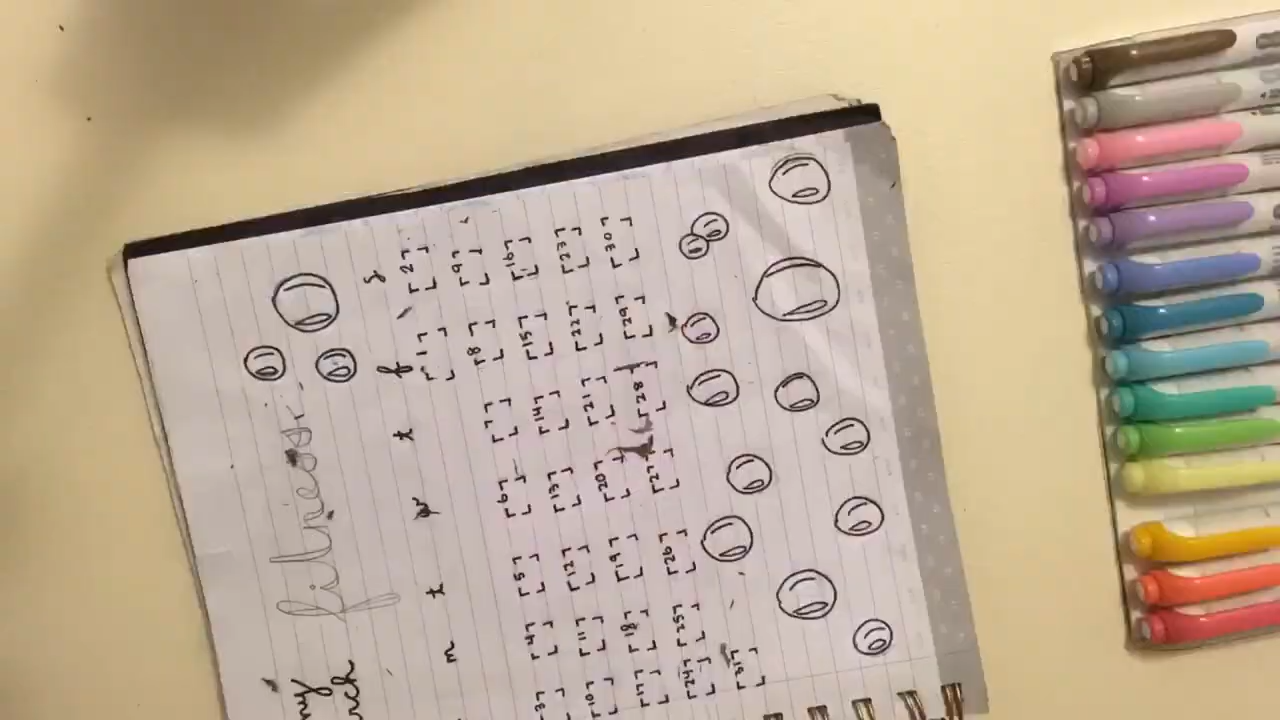 my fitness
rch
m t w t f s
1 2
3 4 5 6 7 8 9
10 11 12 13 14 15 16
17 18 19 20 21 22 23
24 25 26 27 28 29 30
31